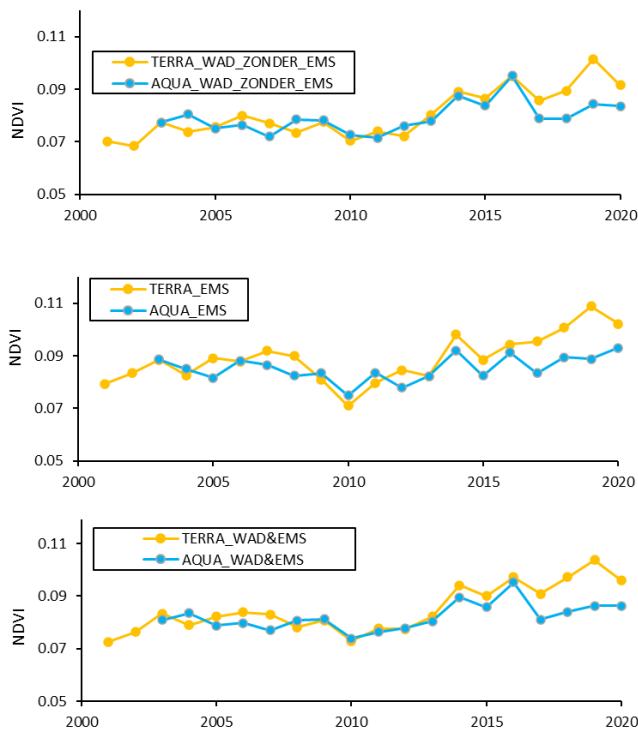 0.11
TERRA_WAD_ZONDER_EMS
AQUA_WAD_ZONDER_EMS
0.09
NDVI
0.07
0.05
2000 2005 2010 2015 2020
0.11
TERRA_EMS
AQUA_EMS
0.09
NDVI
0.07
0.05
2000 2005 2010 2015 2020
0.11
TERRA_WAD&EMS
AQUA_WAD&EMS
0.09
NDVI
0.07
0.05
2000 2005 2010 2015 2020